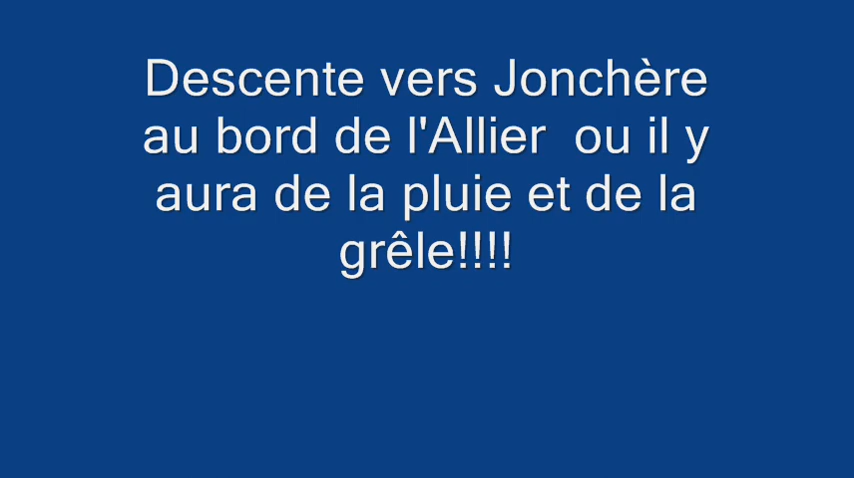 Descente vers Jonchère
au bord de l'Allier  ou il y
aura de la pluie et de la
grêle!!!!